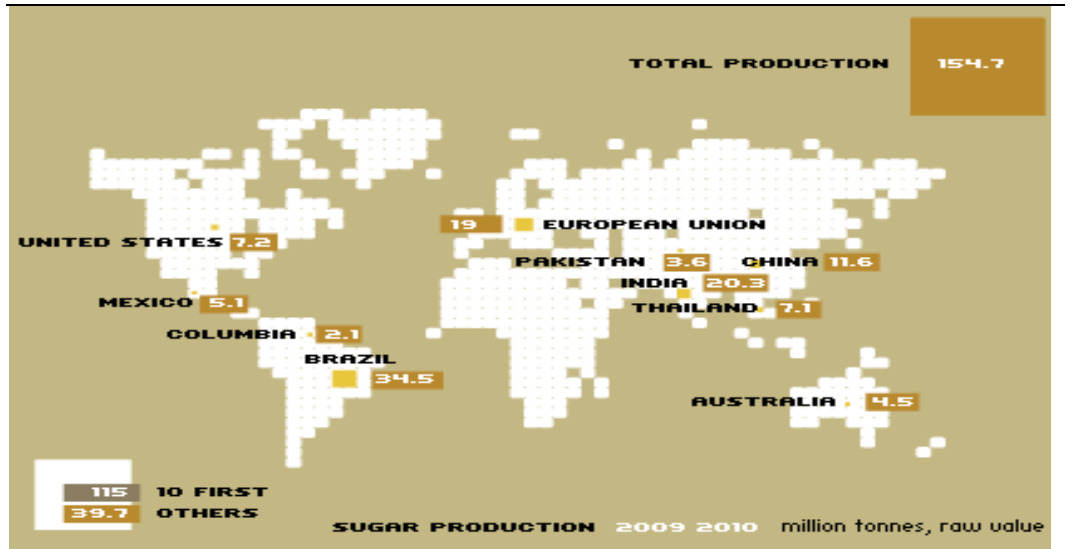 TOTAL PRODUCTION 154.7
19 EUROPEAN UNION
UNITED STATES 7.2
PAKISTAN 3.6 CHINA 11.6
INDIA 20.3
MEXICO 5.1
THAILAND 7.1
COLUMBIA 2.1
BRAZIL
34.5
AUSTRALIA 4.5
115 10 FIRST
39.7 OTHERS
SUGAR PRODUCTION 2009 2010 million tonnes, raw value